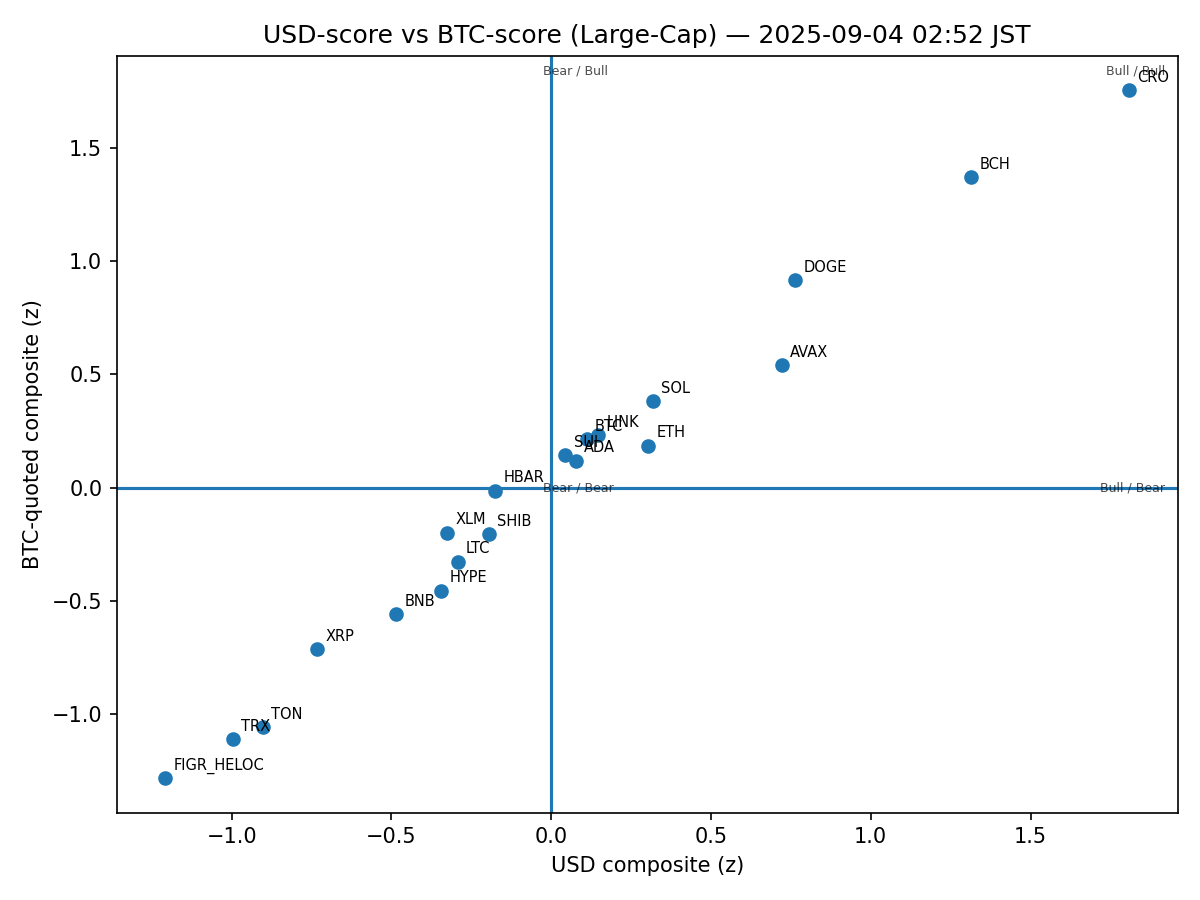 USD-score vs BTC-score (Large-Cap) — 2025-09-04 02:52 JST
Bear / Bull
Bull / Bull
CRO
BCH
DOGE
AVAX
SOL
LINK
BTC
ETH
SUI
ADA
HBAR
Bear / Bear
Bull / Bear
XLM
SHIB
LTC
HYPE
BNB
XRP
TON
TRX
FIGR_HELOC
1.5
1.0
0.5
0.0
−0.5
−1.0
BTC-quoted composite (z)
−1.0
−0.5
0.0
0.5
1.0
1.5
USD composite (z)